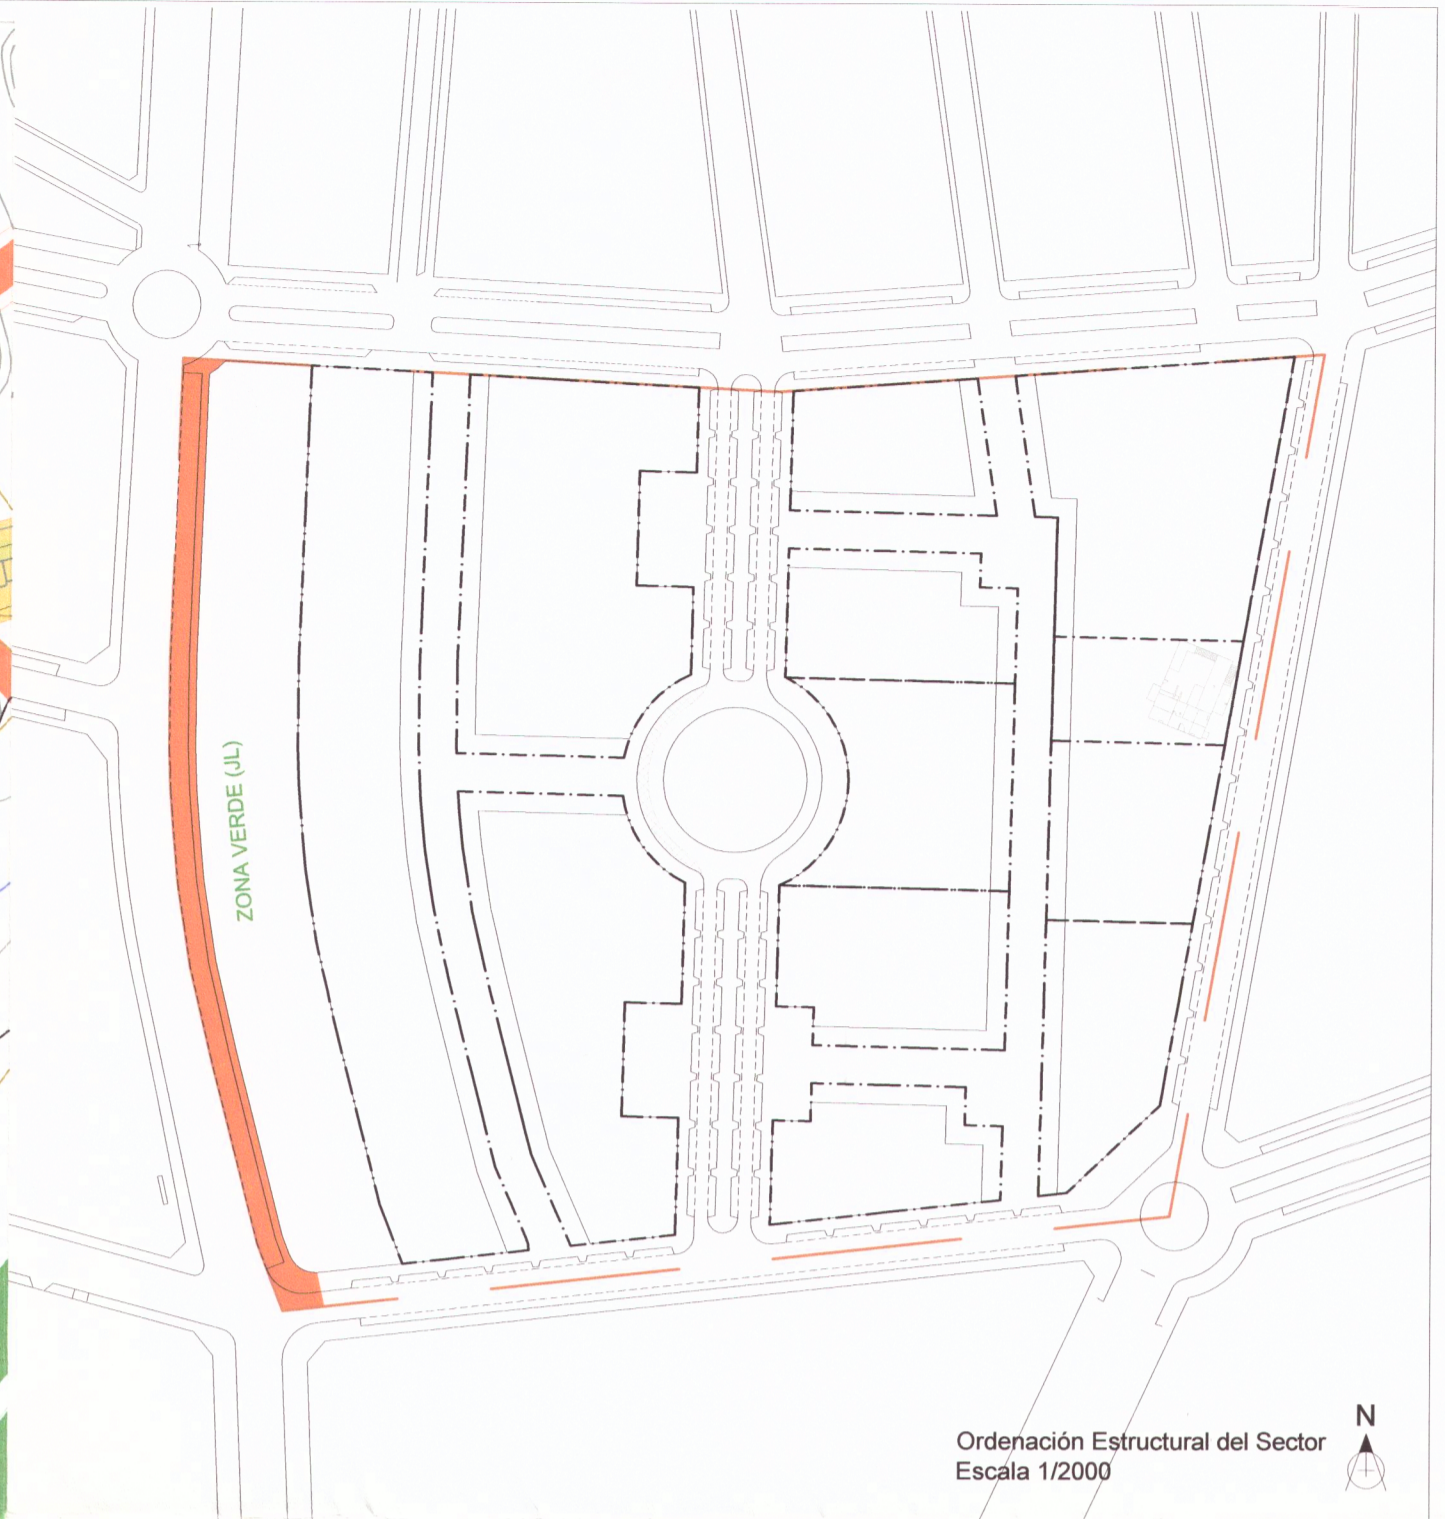 ZONA VERDE (JL)
N
Ordenación Estructural del Sector
Escala 1/2000